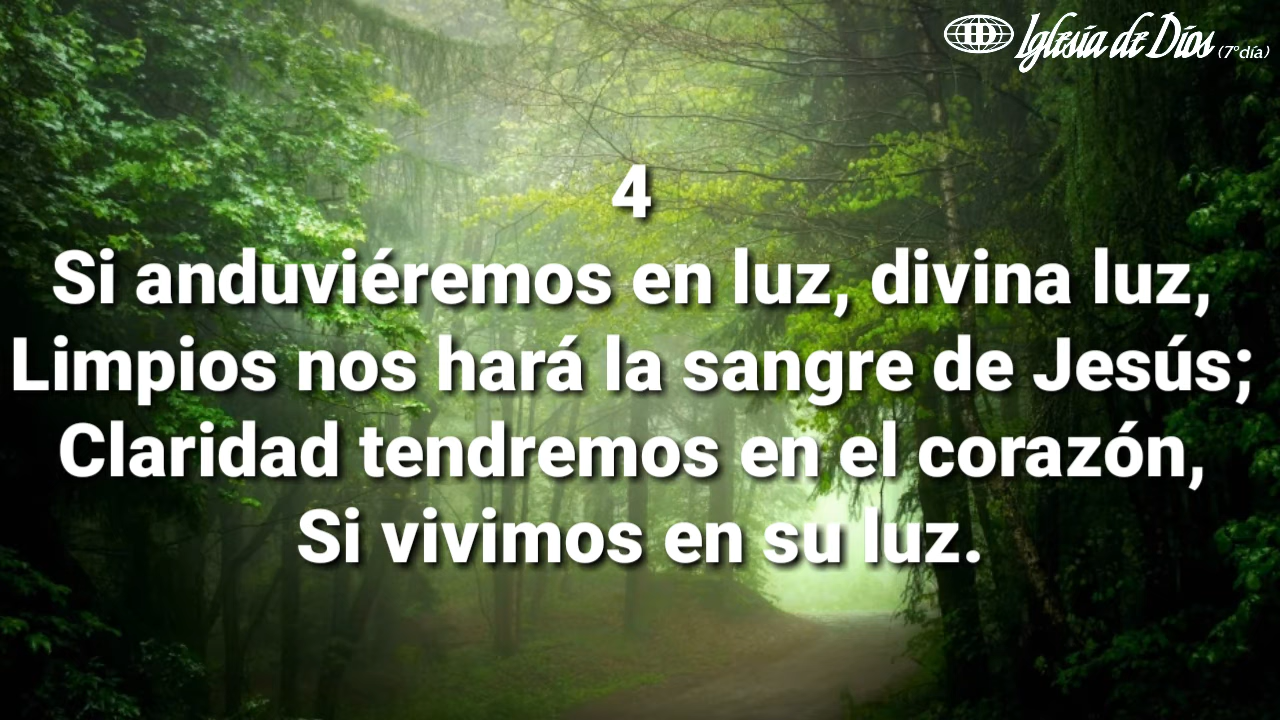 Iglesia de Dios (7° día)
4
Si anduviéremos en luz, divina luz,
Limpios nos hará la sangre de Jesús;
Claridad tendremos en el corazón,
Si vivimos en su luz.